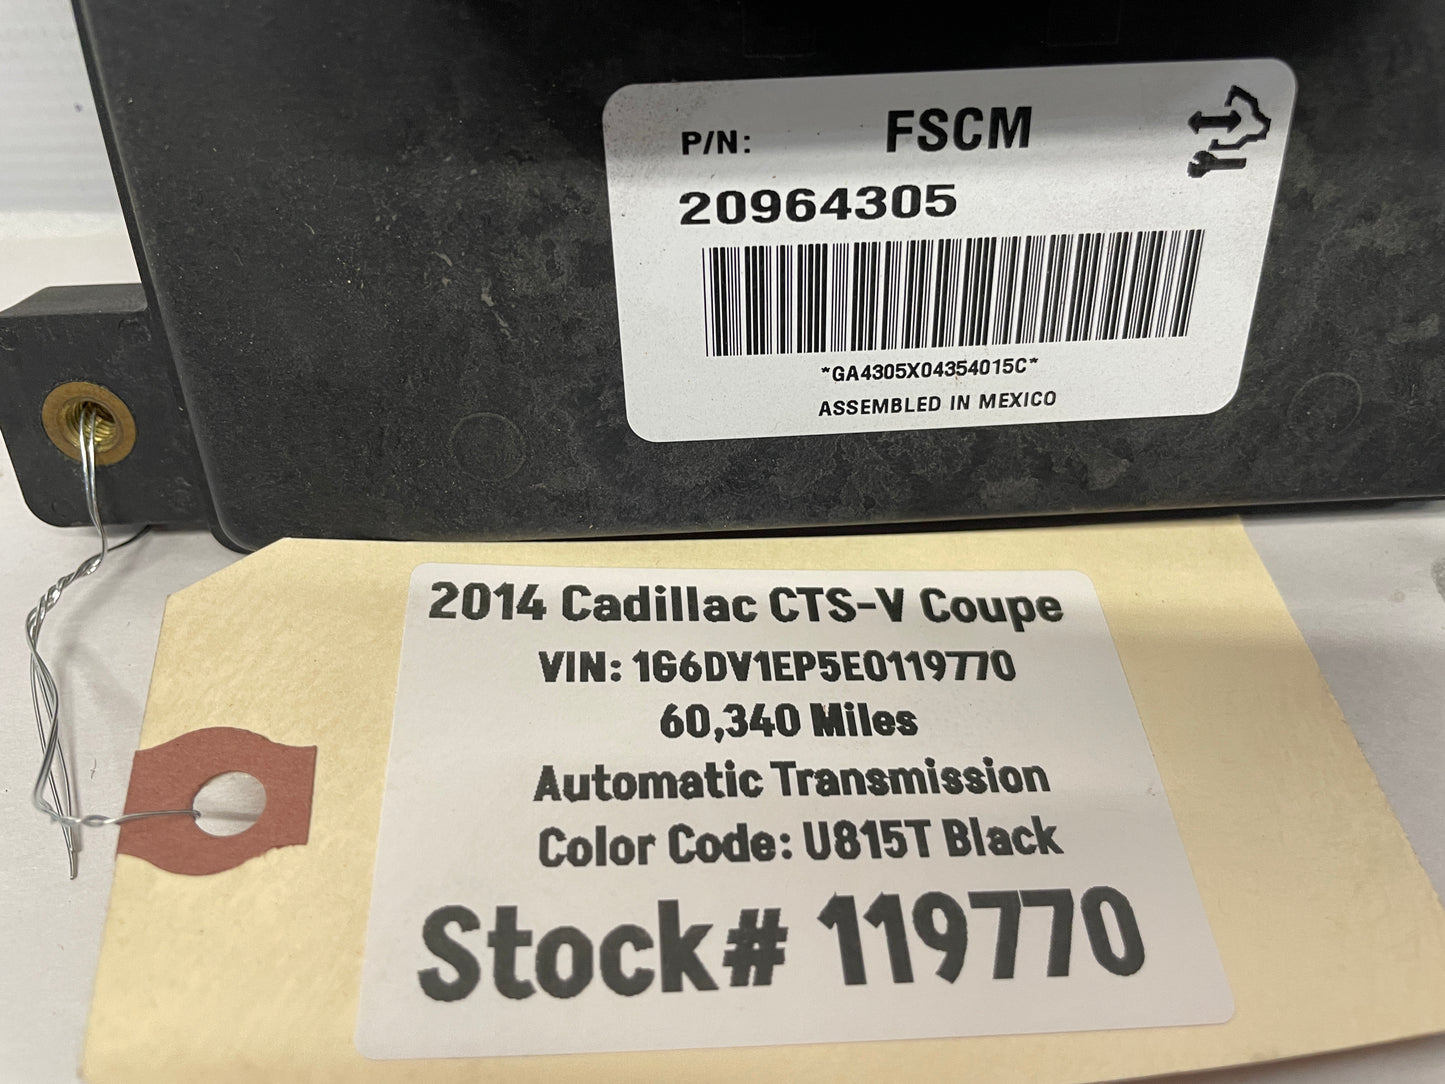 P/N: FSCM
20964305
*GA4305X04354015C*
ASSEMBLED IN MEXICO
2014 Cadillac CTS-V Coupe
VIN: 1G6DV1EP5E0119770
60,340 Miles
Automatic Transmission
Color Code: U815T Black
Stock# 119770